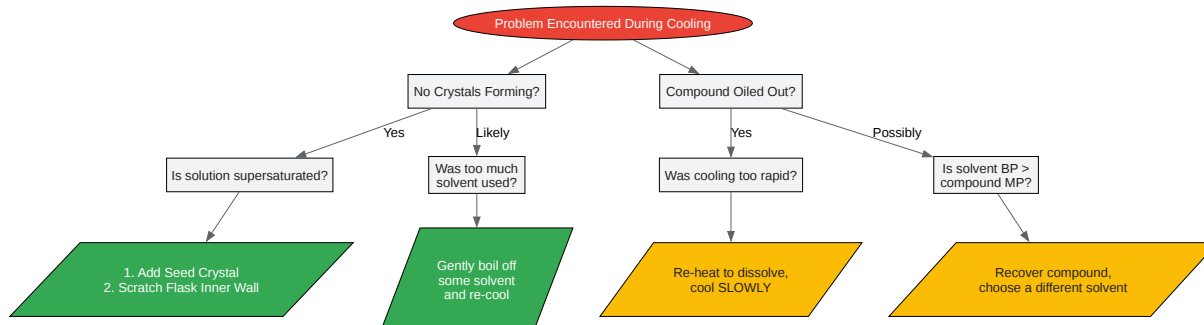 Problem Encountered During Cooling
No Crystals Forming?
Compound Oiled Out?
Yes
Likely
Yes
Possibly
Is solution supersaturated?
Was too much
solvent used?
Was cooling too rapid?
Is solvent BP >
compound MP?
1. Add Seed Crystal
2. Scratch Flask Inner Wall
Gently boil off
some solvent
and re-cool
Re-heat to dissolve,
cool SLOWLY
Recover compound,
choose a different solvent